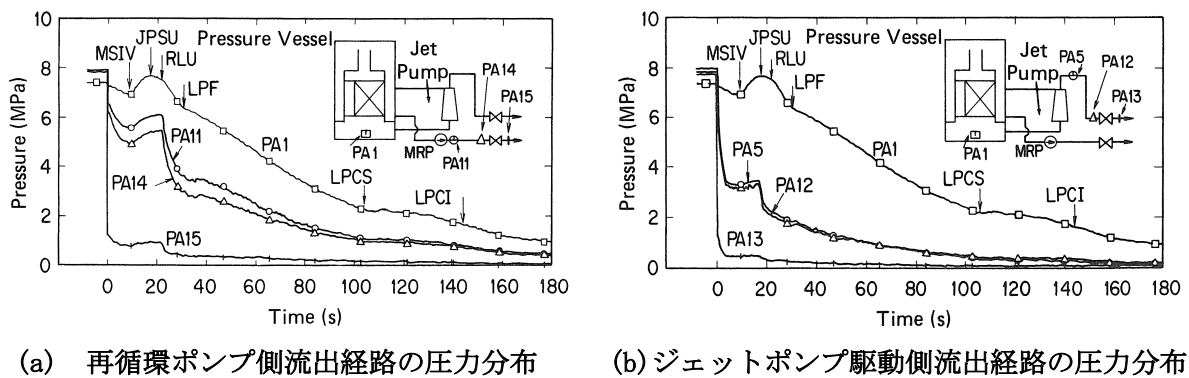 10
8
6
4
2
0
Pressure (MPa)
MSIV
JPSU
RLU
LPF
Pressure Vessel
Jet
Pump
PA14
PA15
PA1
MRP
PA11
PA11
PA14
PA15
PA1
LPCS
LPCI
0 20 40 60 80 100 120 140 160 180
Time (s)
(a) 再循環ポンプ側流出経路の圧力分布
10
8
6
4
2
0
Pressure (MPa)
MSIV
JPSU
RLU
LPF
Pressure Vessel
Jet
Pump
PA5
PA12
PA13
PA1
MRP
PA5
PA12
PA13
PA1
LPCS
LPCI
0 20 40 60 80 100 120 140 160 180
Time (s)
(b)ジェットポンプ駆動側流出経路の圧力分布